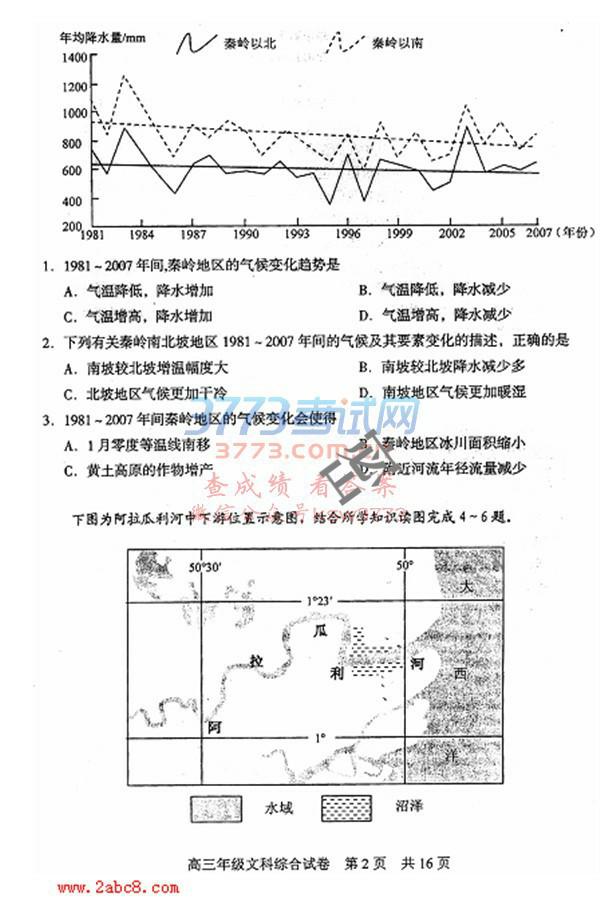 年均降水量/mm
秦岭以北 秦岭以南
1400
1200
1000
800
600
400
200
1981 1984 1987 1990 1993 1996 1999 2002 2005 2007 (年份)
1. 1981~2007年间,秦岭地区的气候变化趋势是
A. 气温降低，降水增加 B. 气温降低，降水减少
C. 气温增高，降水增加 D. 气温增高，降水减少
2. 下列有关秦岭南北坡地区1981~2007年间的气候及其要素变化的描述，正确的是
A. 南坡较北坡增温幅度大 B. 南坡较北坡降水减少多
C. 北坡地区气候更加干冷 D. 南坡地区气候更加暖湿
3773考试网
3. 1981~2007年间秦岭地区的气候变化会使得
A. 1月零度等温线南移 B. 秦岭地区冰川面积缩小
3773.com.cn
C. 黄土高原的作物增产 D. 附近河流年径流量减少
密
查成绩 看答案
下图为阿拉瓜利河中下游位置示意图，结合所学知识读图完成4~6题。
50°30′ 50°
大
1°23′
瓜
拉 利 河 西
阿
1°
洋
水域 沼泽
高三年级文科综合试卷 第2页 共16页
www.2abc8.com